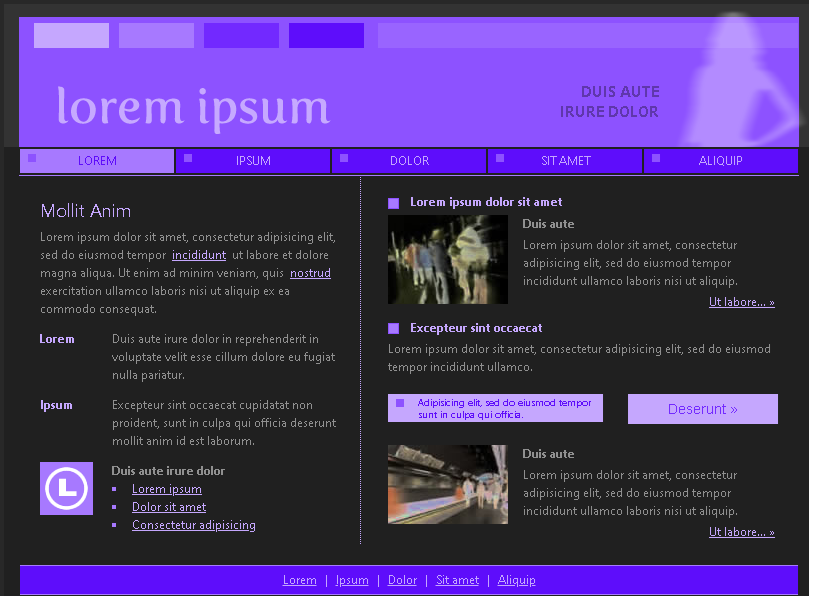 lorem ipsum
DUIS AUTE
IRURE DOLOR
LOREM
IPSUM
DOLOR
SIT AMET
ALIQUIP
Mollit Anim
Lorem ipsum dolor sit amet, consectetur adipisicing elit,
sed do eiusmod tempor incididunt ut labore et dolore
magna aliqua. Ut enim ad minim veniam, quis nostrud
exercitation ullamco laboris nisi ut aliquip ex ea
commodo consequat.
Lorem
Duis aute irure dolor in reprehenderit in
voluptate velit esse cillum dolore eu fugiat
nulla pariatur.
Ipsum
Excepteur sint occaecat cupidatat non
proident, sunt in culpa qui officia deserunt
mollit anim id est laborum.
L
Duis aute irure dolor
Lorem ipsum
Dolor sit amet
Consectetur adipisicing
Lorem ipsum dolor sit amet
Duis aute
Lorem ipsum dolor sit amet, consectetur
adipisicing elit, sed do eiusmod tempor
incididunt ullamco laboris nisi ut aliquip.
Ut labore... »
Excepteur sint occaecat
Lorem ipsum dolor sit amet, consectetur adipisicing elit, sed do eiusmod
tempor incididunt ullamco.
Adipisicing elit, sed do eiusmod tempor
sunt in culpa qui officia.
Deserunt »
Duis aute
Lorem ipsum dolor sit amet, consectetur
adipisicing elit, sed do eiusmod tempor
incididunt ullamco laboris nisi ut aliquip.
Ut labore... »
Lorem | Ipsum | Dolor | Sit amet | Aliquip